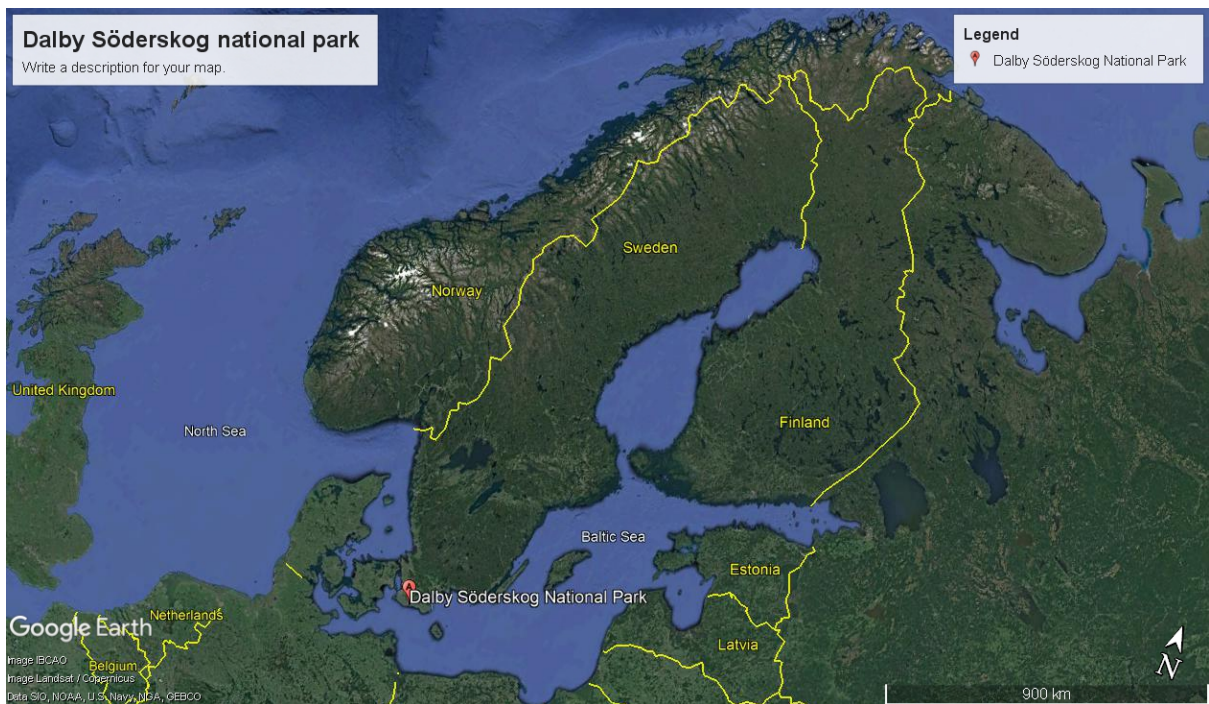 Dalby Söderskog national park
Write a description for your map.
Legend
Dalby Söderskog National Park
Sweden
Norway
United Kingdom
North Sea
Finland
Baltic Sea
Estonia
Dalby Söderskog National Park
Netherlands
Google Earth
Latvia
Image IBCAO
Belgium
Image Landsat / Copernicus
N
Data SIO, NOAA, U.S. Navy, NGA, GEBCO
900 km